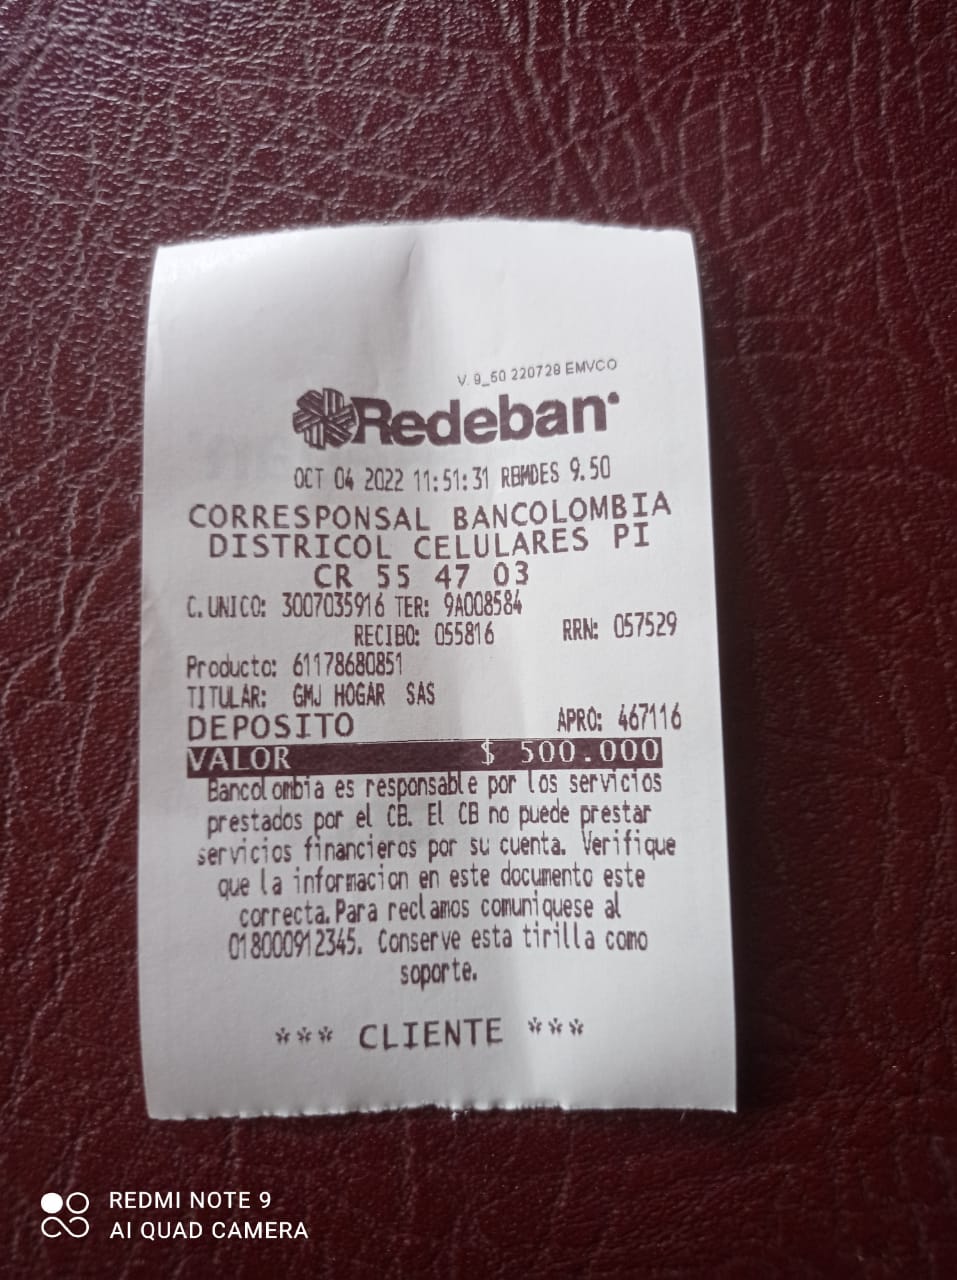 V. 9_50 220729 EMVCO
Redeban
OCT 04 2022 11:51:31 RBMDES 9.50
CORRESPONSAL BANCOLOMBIA
DISTRICOL CELULARES PI
CR 55 47 03
C. UNICO: 3007035916 TER: 9A008584
RECIBO: 055816 RRN: 057529
Producto: 61178680851
TITULAR: GMJ HOGAR SAS
DEPOSITO APRO: 467116
VALOR $ 500.000
Bancolombia es responsable por los servicios
prestados por el CB. El CB no puede prestar
servicios financieros por su cuenta. Verifique
que la informacion en este documento este
correcta. Para reclamos comuniquese al
018000912345. Conserve esta tirilla como
soporte.
*** CLIENTE ***
REDMI NOTE 9
AI QUAD CAMERA